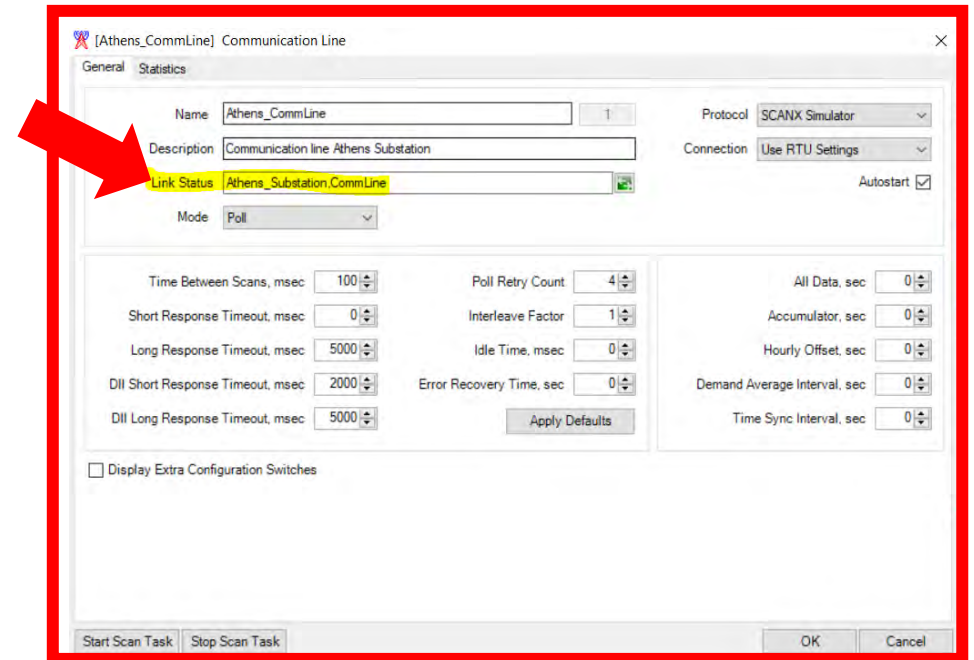 [Athens_CommLine] Communication Line
General Statistics
Name Athens_CommLine 1 Protocol SCANX Simulator
Description Communication line Athens Substation Connection Use RTU Settings
Link Status Athens_Substation,CommLine Autostart
Mode Poll
Time Between Scans, msec 100 Poll Retry Count 4 All Data, sec 0
Short Response Timeout, msec 0 Interleave Factor 1 Accumulator, sec 0
Long Response Timeout, msec 5000 Idle Time, msec 0 Hourly Offset, sec 0
DII Short Response Timeout, msec 2000 Error Recovery Time, sec 0 Demand Average Interval, sec 0
DII Long Response Timeout, msec 5000 Apply Defaults Time Sync Interval, sec 0
Display Extra Configuration Switches
Start Scan Task Stop Scan Task OK Cancel